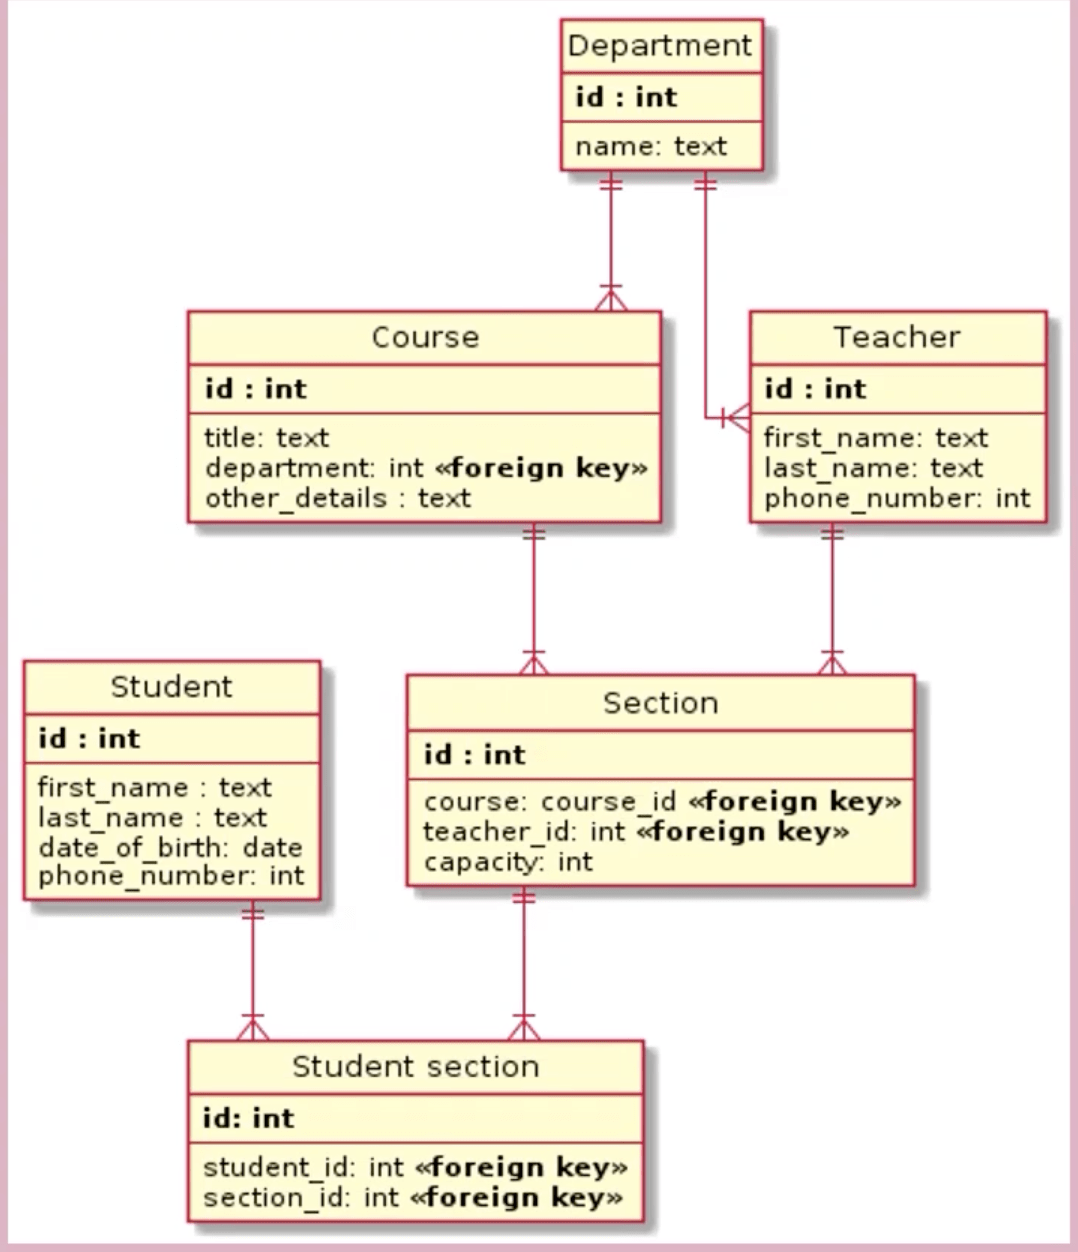 Department
id : int
name: text
Course
id : int
title: text
department: int «foreign key»
other_details : text
Teacher
id : int
first_name: text
last_name: text
phone_number: int
Student
id : int
first_name : text
last_name : text
date_of_birth: date
phone_number: int
Section
id : int
course: course_id «foreign key»
teacher_id: int «foreign key»
capacity: int
Student section
id: int
student_id: int «foreign key»
section_id: int «foreign key»